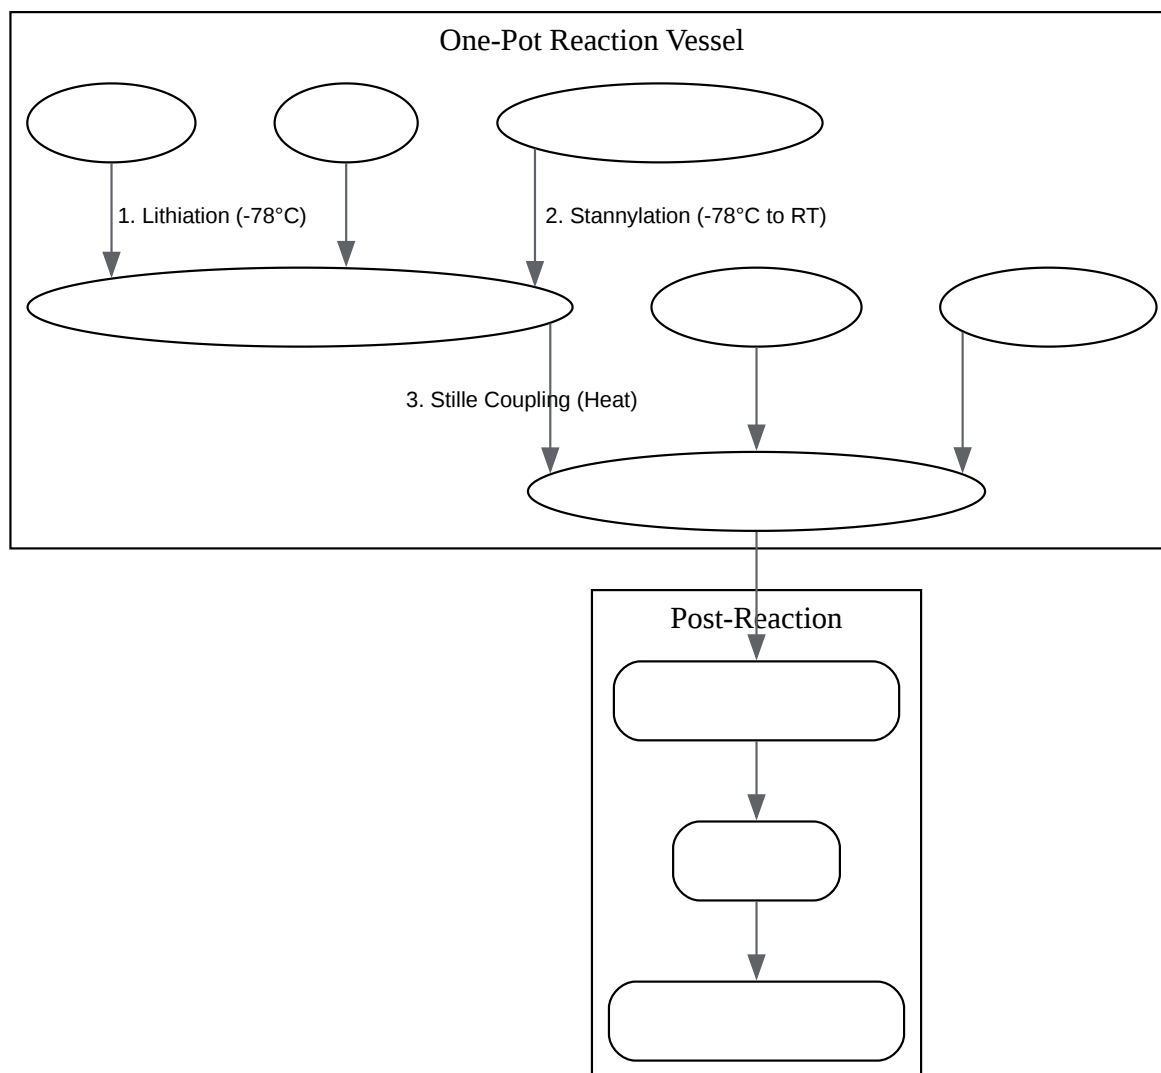 One-Pot Reaction Vessel
1. Lithiation (-78°C)
2. Stannylation (-78°C to RT)
3. Stille Coupling (Heat)
Post-Reaction